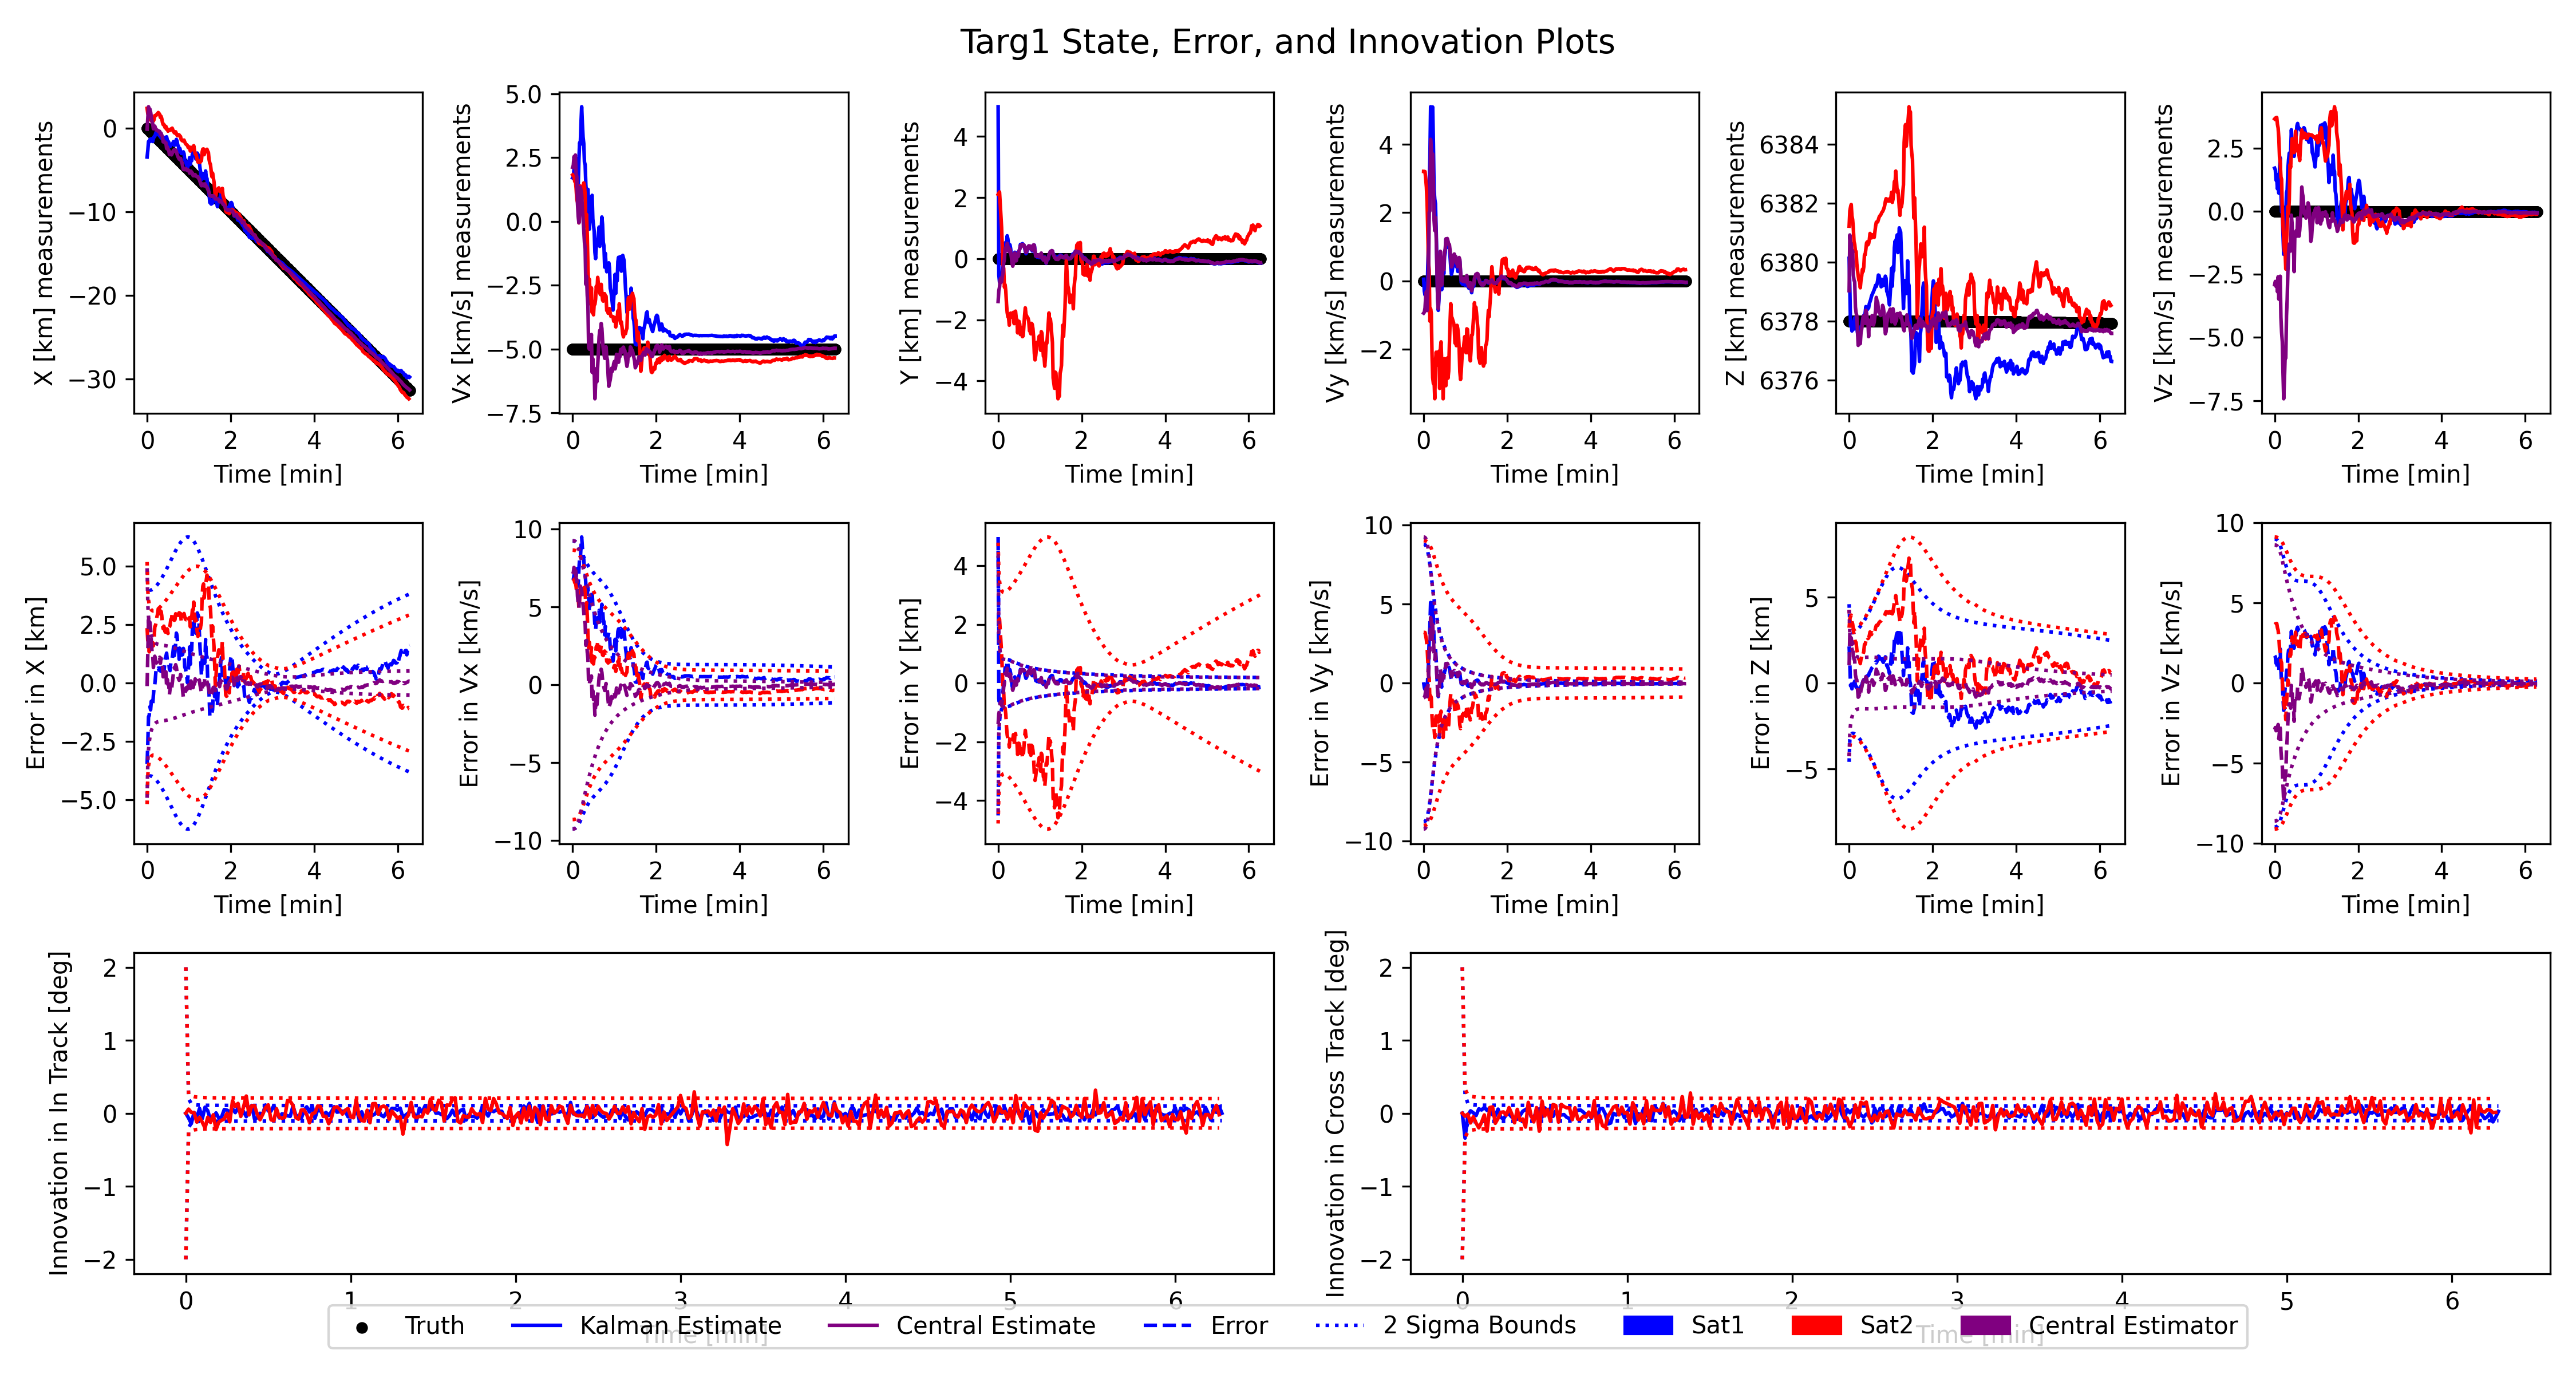 Targ1 State, Error, and Innovation Plots
X [km] measurements
0
−10
−20
−30
0 2 4 6
Time [min]
Vx [km/s] measurements
5.0
2.5
0.0
−2.5
−5.0
−7.5
0 2 4 6
Time [min]
Y [km] measurements
4
2
0
−2
−4
0 2 4 6
Time [min]
Vy [km/s] measurements
4
2
0
−2
0 2 4 6
Time [min]
Z [km] measurements
6384
6382
6380
6378
6376
0 2 4 6
Time [min]
Vz [km/s] measurements
2.5
0.0
−2.5
−5.0
−7.5
0 2 4 6
Time [min]
Error in X [km]
5.0
2.5
0.0
−2.5
−5.0
0 2 4 6
Time [min]
Error in Vx [km/s]
10
5
0
−5
−10
0 2 4 6
Time [min]
Error in Y [km]
4
2
0
−2
−4
0 2 4 6
Time [min]
Error in Vy [km/s]
10
5
0
−5
−10
0 2 4 6
Time [min]
Error in Z [km]
5
0
−5
0 2 4 6
Time [min]
Error in Vz [km/s]
10
5
0
−5
−10
0 2 4 6
Time [min]
Innovation in In Track [deg]
2
1
0
−1
−2
0 1 2 3 4 5 6
Time [min]
Innovation in Cross Track [deg]
2
1
0
−1
−2
0 1 2 3 4 5 6
Time [min]
Truth Kalman Estimate Central Estimate Error 2 Sigma Bounds Sat1 Sat2 Central Estimator